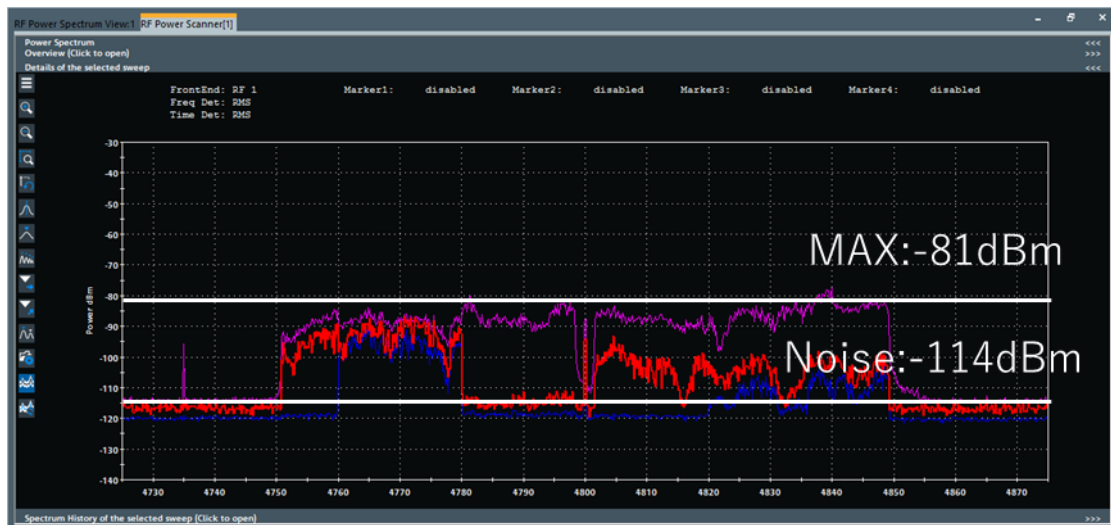 RF Power Spectrum View:1 RF Power Scanner[1]
Power Spectrum <<<
Overview (Click to open) >>>
Details of the selected sweep <<<
FrontEnd: RF 1 Marker1: disabled Marker2: disabled Marker3: disabled Marker4: disabled
Freq Det: RMS
Time Det: RMS
-30
-40
-50
-60
MAX:-81dBm
-70
-80
Power dBm
-90
-100
Noise:-114dBm
-110
-120
-130
-140
4730 4740 4750 4760 4770 4780 4790 4800 4810 4820 4830 4840 4850 4860 4870
Spectrum History of the selected sweep (Click to open) >>>